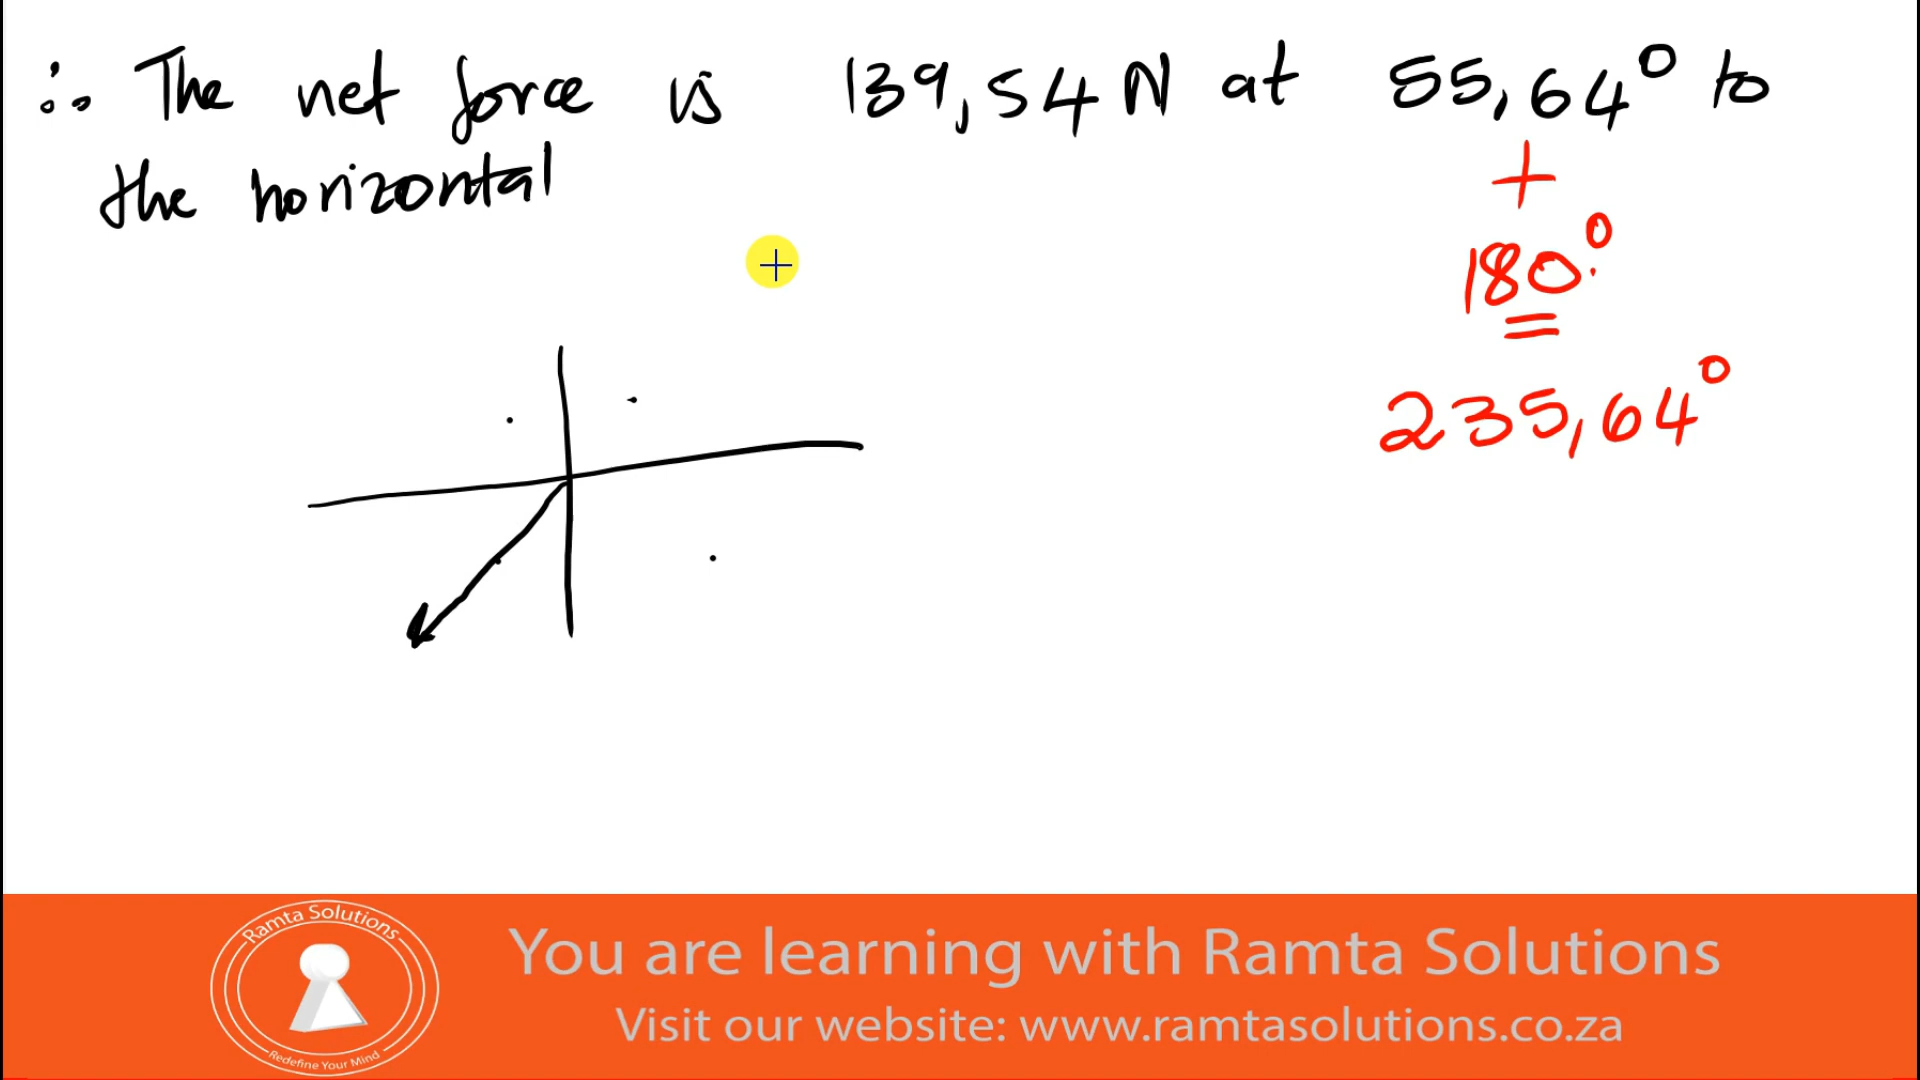 ∴ The net force is 139,54 N at 55,64° to
the horizontal
+
180°
=
235,64°
Ramta Solutions
Redefine Your Mind
You are learning with Ramta Solutions
Visit our website: www.ramtasolutions.co.za